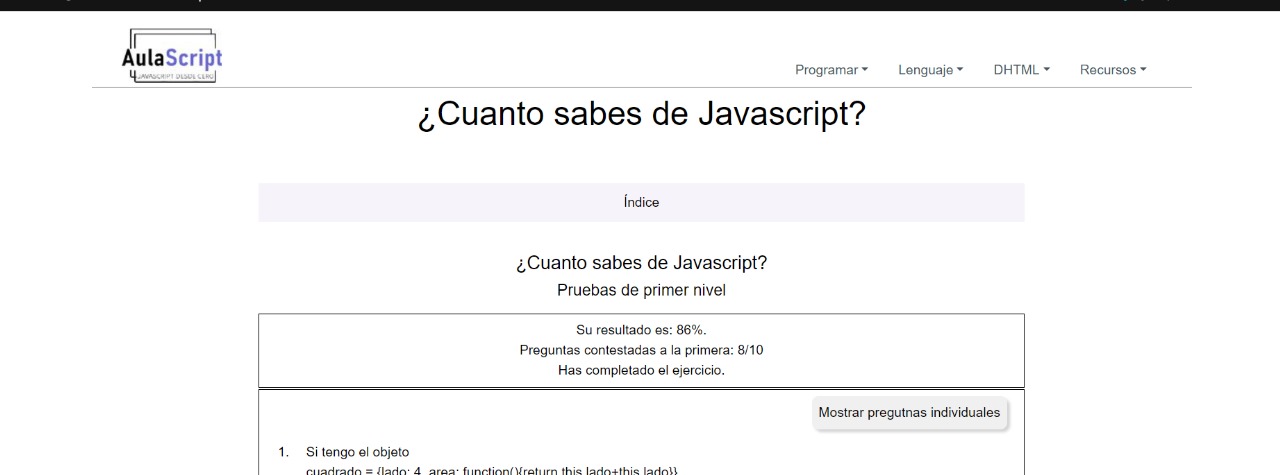 AulaScript
JAVASCRIPT DESDE CERO
Programar Lenguaje DHTML Recursos
¿Cuanto sabes de Javascript?
Índice
¿Cuanto sabes de Javascript?
Pruebas de primer nivel
Su resultado es: 86%.
Preguntas contestadas a la primera: 8/10
Has completado el ejercicio.
Mostrar pregutnas individuales
1. Si tengo el objeto
cuadrado = {lado: 4, area: function(){return this.lado+this.lado}}